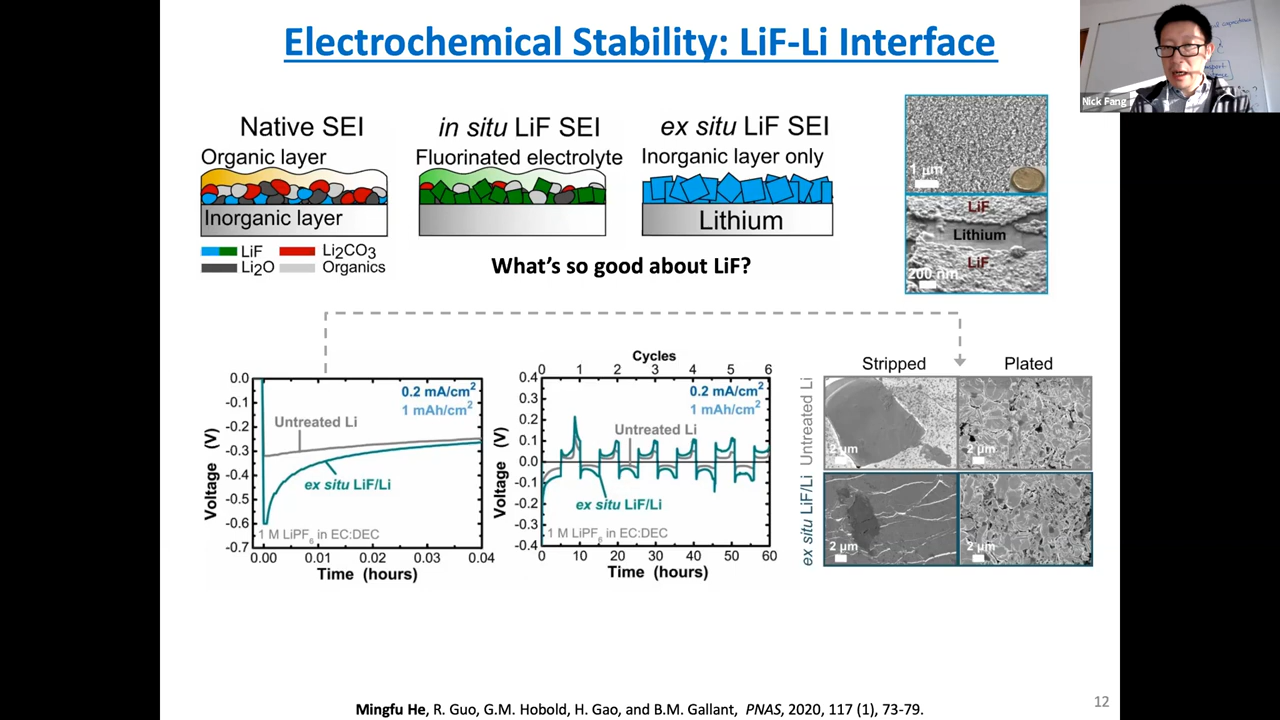 Electrochemical Stability: LiF-Li Interface
Nick Fang
Native SEI
Organic layer
Inorganic layer
LiF
Li2CO3
Li2O
Organics
in situ LiF SEI
Fluorinated electrolyte
ex situ LiF SEI
Inorganic layer only
Lithium
What's so good about LiF?
1 µm
LiF
Lithium
LiF
200 nm
0.0
-0.1
-0.2
-0.3
-0.4
-0.5
-0.6
-0.7
Voltage (V)
0.2 mA/cm2
1 mAh/cm2
Untreated Li
ex situ LiF/Li
1 M LiPF6 in EC:DEC
0.00 0.01 0.02 0.03 0.04
Time (hours)
Cycles
0 1 2 3 4 5 6
0.4
0.3
0.2
0.1
0.0
-0.1
-0.2
-0.3
-0.4
Voltage (V)
0.2 mA/cm2
1 mAh/cm2
Untreated Li
ex situ LiF/Li
1 M LiPF6 in EC:DEC
0 10 20 30 40 50 60
Time (hours)
Stripped Plated
Untreated Li
2 µm 2 µm
ex situ LiF/Li
2 µm 2 µm
12
Mingfu He, R. Guo, G.M. Hobold, H. Gao, and B.M. Gallant, PNAS, 2020, 117 (1), 73-79.